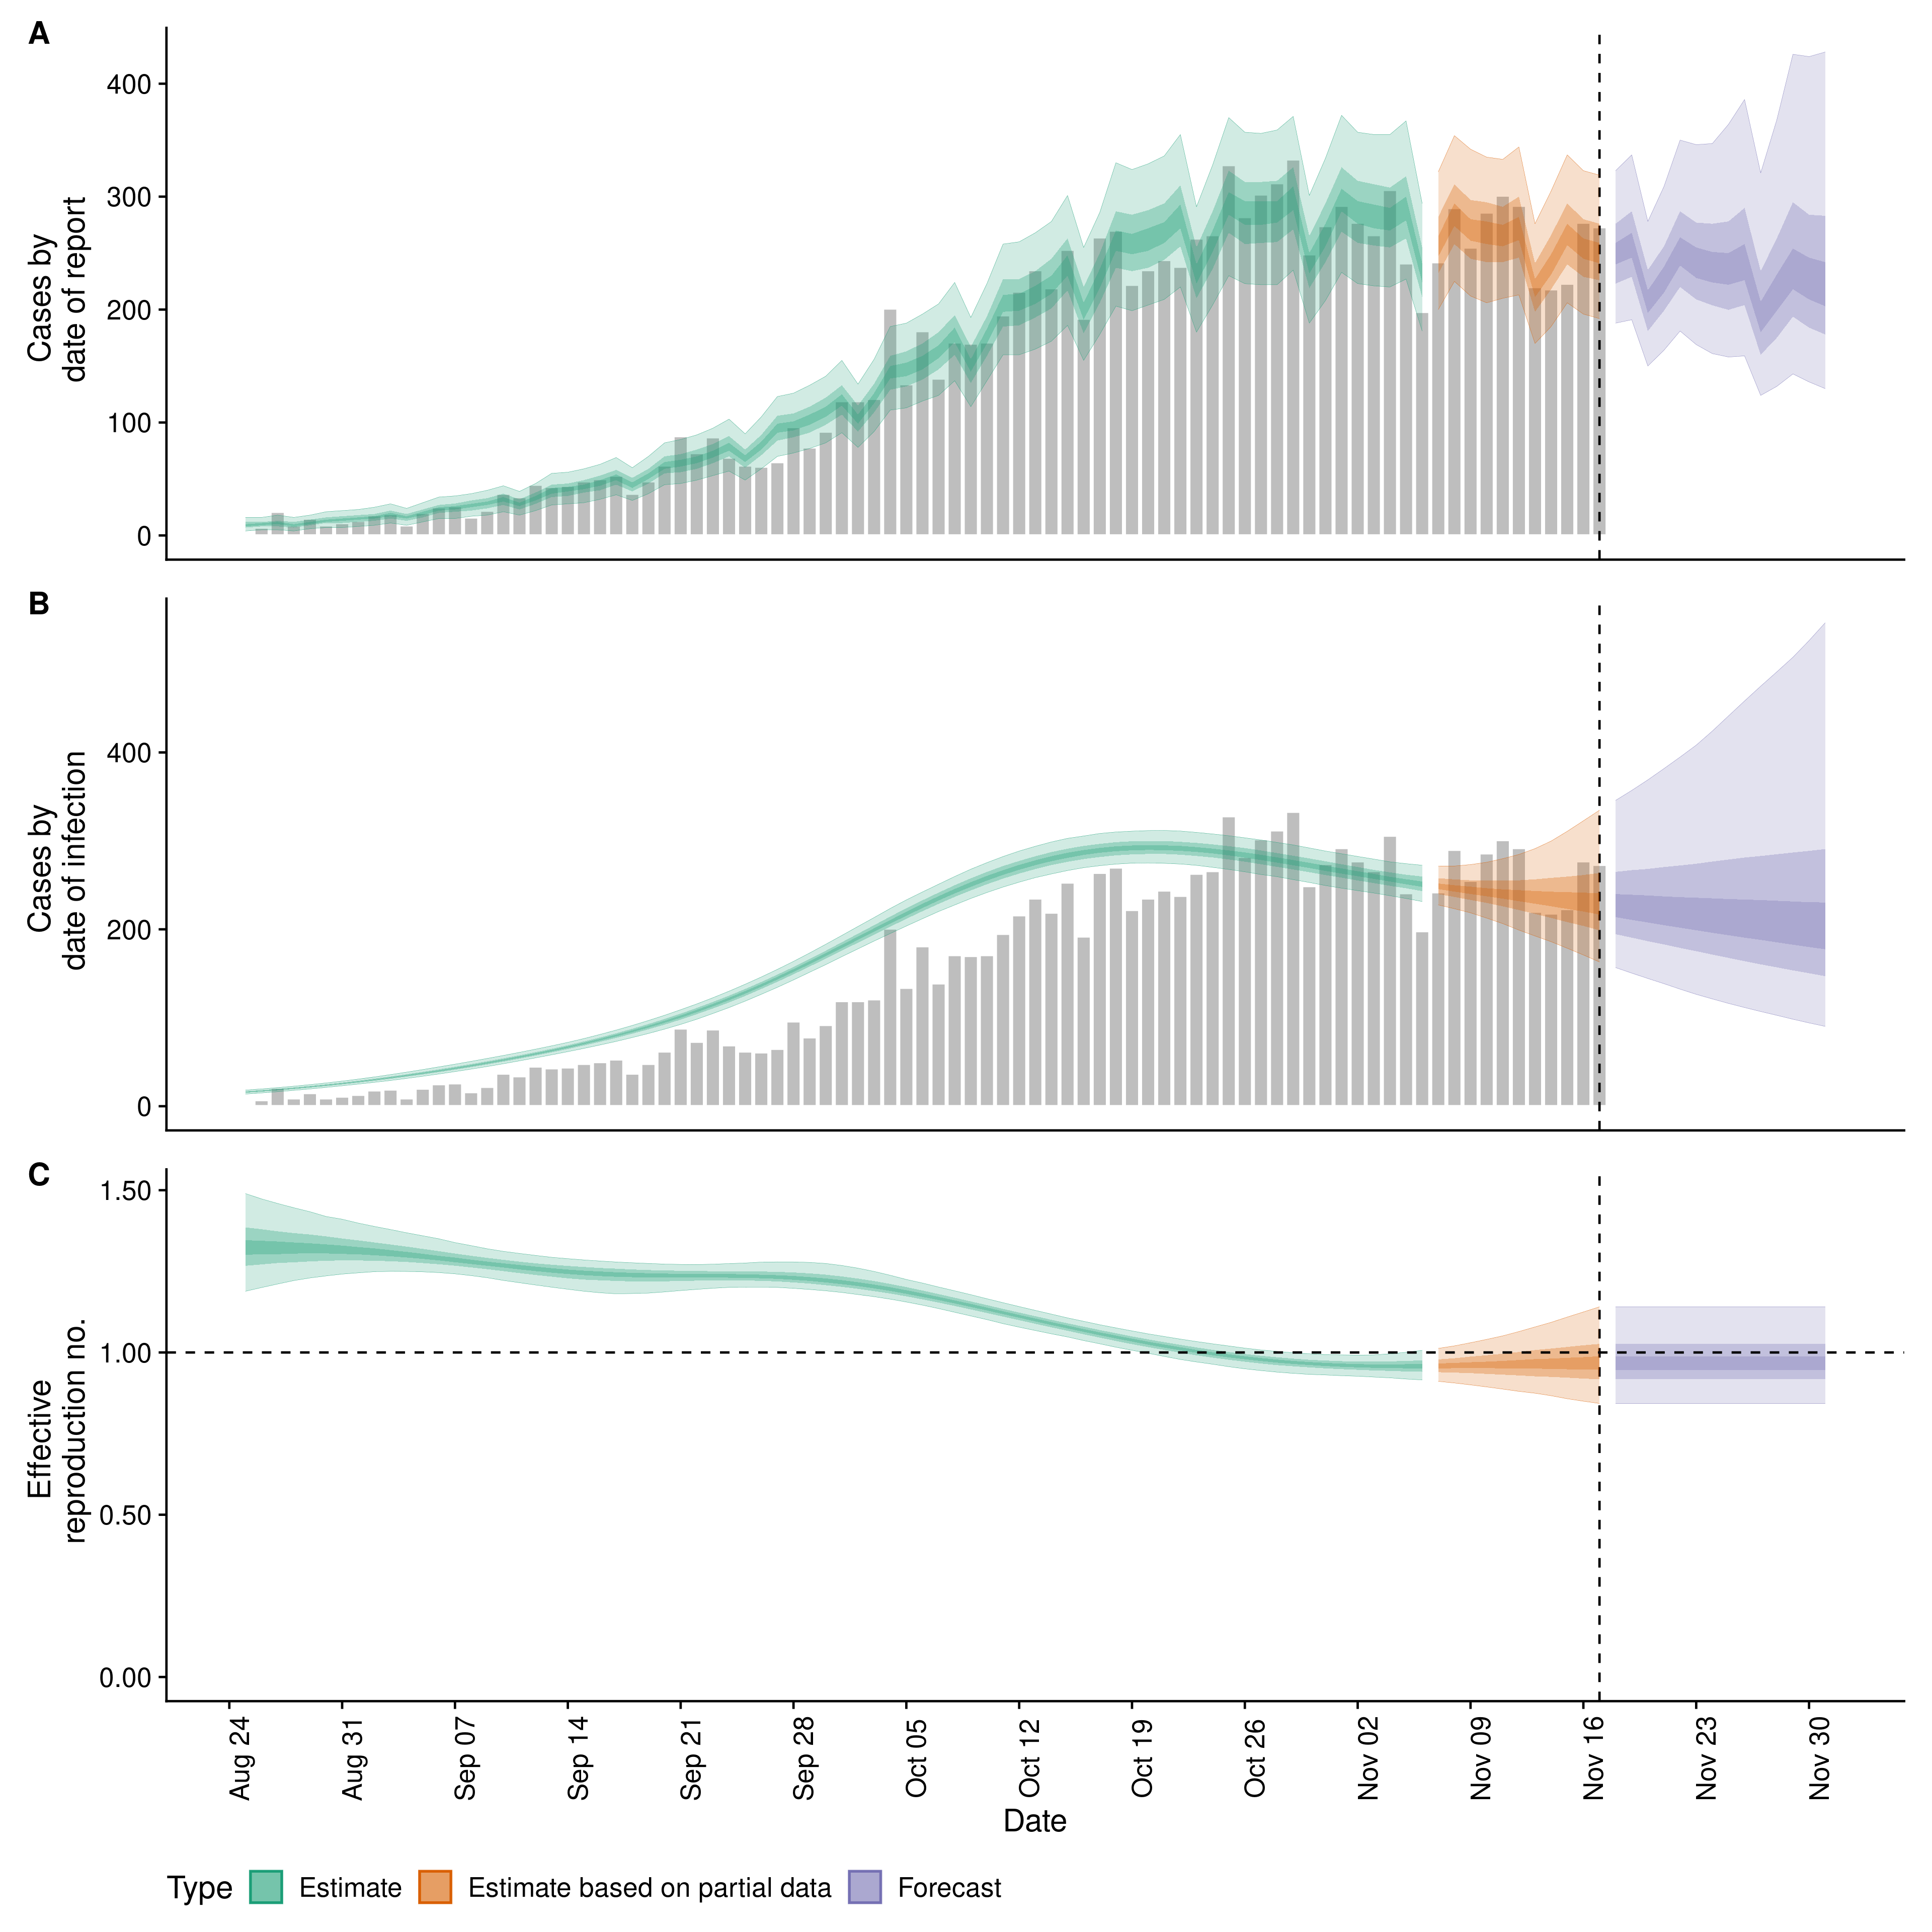 A
Cases by
date of report
400
300
200
100
0
B
Cases by
date of infection
400
200
0
C
Effective
reproduction no.
1.50
1.00
0.50
0.00
Aug 24
Aug 31
Sep 07
Sep 14
Sep 21
Sep 28
Oct 05
Oct 12
Oct 19
Oct 26
Nov 02
Nov 09
Nov 16
Nov 23
Nov 30
Date
Type Estimate Estimate based on partial data Forecast